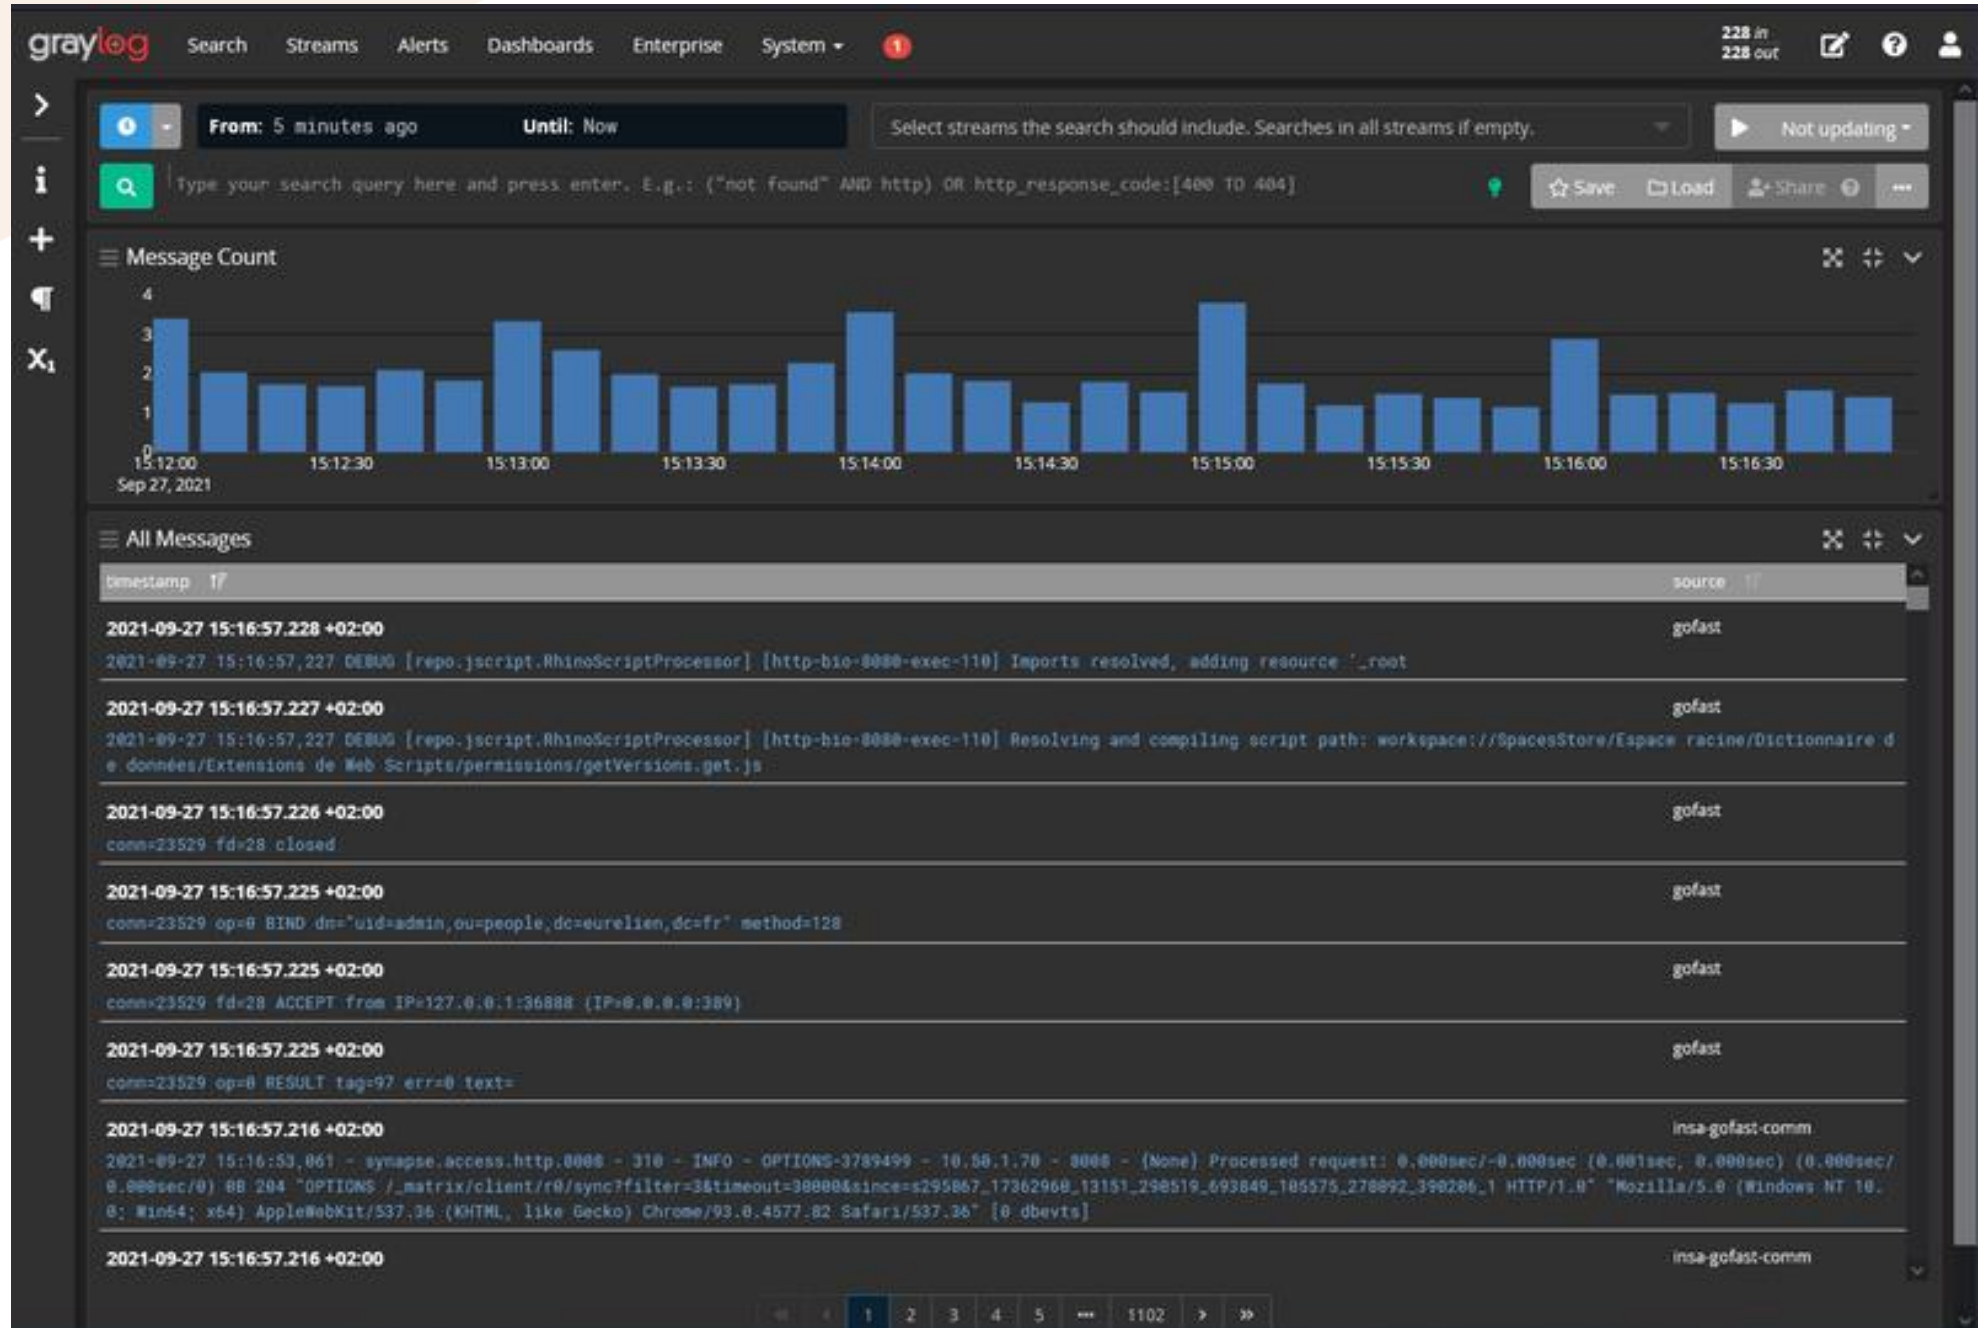 graylog Search Streams Alerts Dashboards Enterprise System 1 228 in
228 out
From: 5 minutes ago Until: Now Select streams the search should include. Searches in all streams if empty. Not updating
Type your search query here and press enter. E.g.: ("not found" AND http) OR http_response_code:[400 TO 404] Save Load Share
Message Count
4
3
2
1
0
15:12:00 15:12:30 15:13:00 15:13:30 15:14:00 15:14:30 15:15:00 15:15:30 15:16:00 15:16:30
Sep 27, 2021
X1
All Messages
timestamp source
2021-09-27 15:16:57.228 +02:00 gofast
2021-09-27 15:16:57,227 DEBUG [repo.jscript.RhinoScriptProcessor] [http-bio-8080-exec-110] Imports resolved, adding resource '_root
2021-09-27 15:16:57.227 +02:00 gofast
2021-09-27 15:16:57,227 DEBUG [repo.jscript.RhinoScriptProcessor] [http-bio-8080-exec-110] Resolving and compiling script path: workspace://SpacesStore/Espace racine/Dictionnaire d
e données/Extensions de Web Scripts/permissions/getVersions.get.js
2021-09-27 15:16:57.226 +02:00 gofast
conn=23529 fd=28 closed
2021-09-27 15:16:57.225 +02:00 gofast
conn=23529 op=0 BIND dn="uid=admin,ou=people,dc=eurelien,dc=fr" method=128
2021-09-27 15:16:57.225 +02:00 gofast
conn=23529 fd=28 ACCEPT from IP=127.0.0.1:36888 (IP=0.0.0.0:389)
2021-09-27 15:16:57.225 +02:00 gofast
conn=23529 op=0 RESULT tag=97 err=0 text=
2021-09-27 15:16:57.216 +02:00 insa-gofast-comm
2021-09-27 15:16:53,061 - synapse.access.http.8008 - 310 - INFO - OPTIONS-3789499 - 10.50.1.70 - 8008 - {None} Processed request: 0.000sec/-0.000sec (0.001sec, 0.000sec) (0.000sec/
0.000sec/0) 0B 204 "OPTIONS /_matrix/client/r0/sync?filter=3&timeout=30000&since=s295867_17362960_13151_290519_693849_105575_278092_390206_1 HTTP/1.0" "Mozilla/5.0 (Windows NT 10.
0; Win64; x64) AppleWebKit/537.36 (KHTML, like Gecko) Chrome/93.0.4577.82 Safari/537.36" [0 dbevts]
2021-09-27 15:16:57.216 +02:00 insa-gofast-comm
1 2 3 4 5 ••• 1102 › »